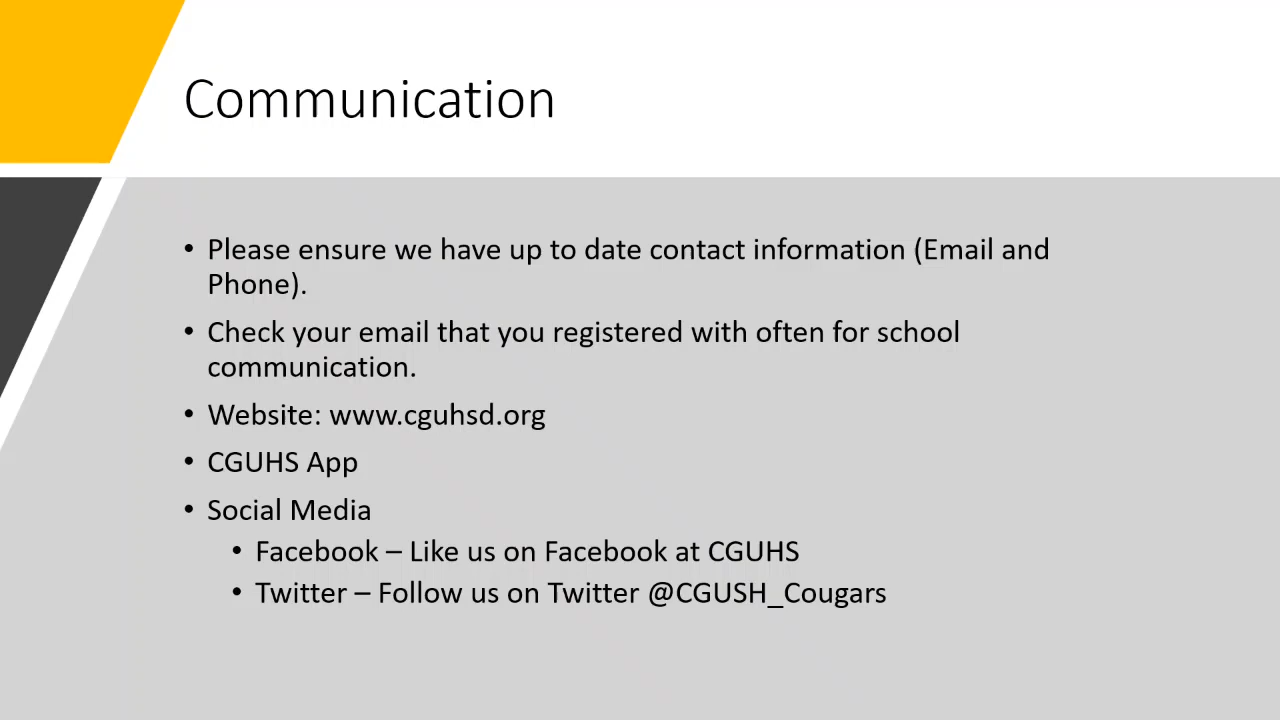 Communication
• Please ensure we have up to date contact information (Email and
Phone).
• Check your email that you registered with often for school
communication.
• Website: www.cguhsd.org
• CGUHS App
• Social Media
• Facebook – Like us on Facebook at CGUHS
• Twitter – Follow us on Twitter @CGUSH_Cougars